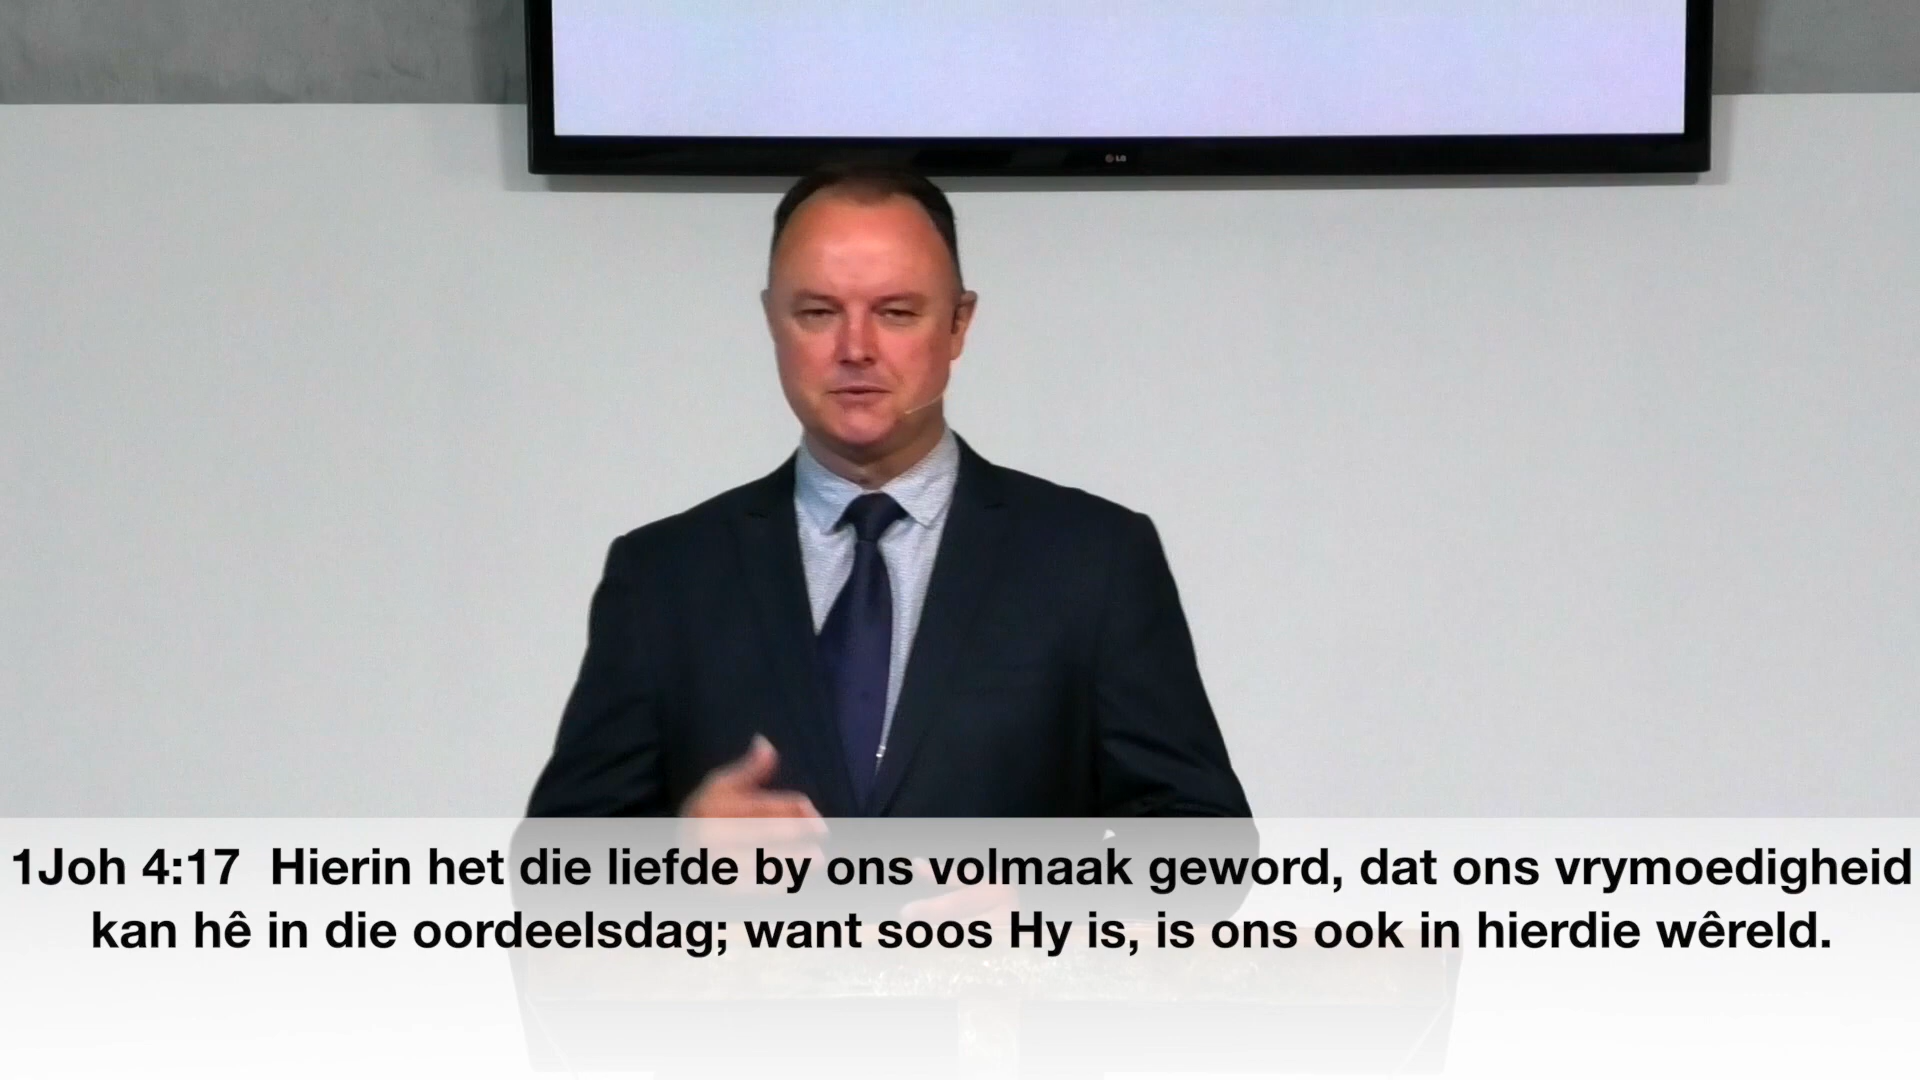 LG
1Joh 4:17  Hierin het die liefde by ons volmaak geword, dat ons vrymoedigheid
kan hê in die oordeelsdag; want soos Hy is, is ons ook in hierdie wêreld.